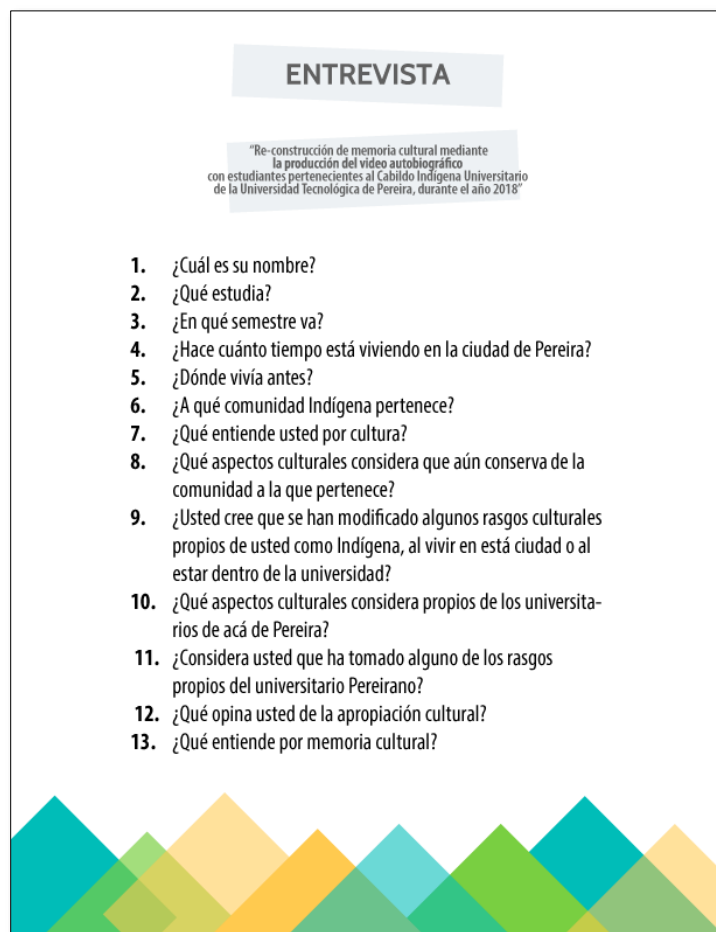 ENTREVISTA
“Re-construcción de memoria cultural mediante
la producción del video autobiográfico
con estudiantes pertenecientes al Cabildo Indígena Universitario
de la Universidad Tecnológica de Pereira, durante el año 2018”
1. ¿Cuál es su nombre?
2. ¿Qué estudia?
3. ¿En qué semestre va?
4. ¿Hace cuánto tiempo está viviendo en la ciudad de Pereira?
5. ¿Dónde vivía antes?
6. ¿A qué comunidad Indígena pertenece?
7. ¿Qué entiende usted por cultura?
8. ¿Qué aspectos culturales considera que aún conserva de la
comunidad a la que pertenece?
9. ¿Usted cree que se han modificado algunos rasgos culturales
propios de usted como Indígena, al vivir en está ciudad o al
estar dentro de la universidad?
10. ¿Qué aspectos culturales considera propios de los universita-
rios de acá de Pereira?
11. ¿Considera usted que ha tomado alguno de los rasgos
propios del universitario Pereirano?
12. ¿Qué opina usted de la apropiación cultural?
13. ¿Qué entiende por memoria cultural?